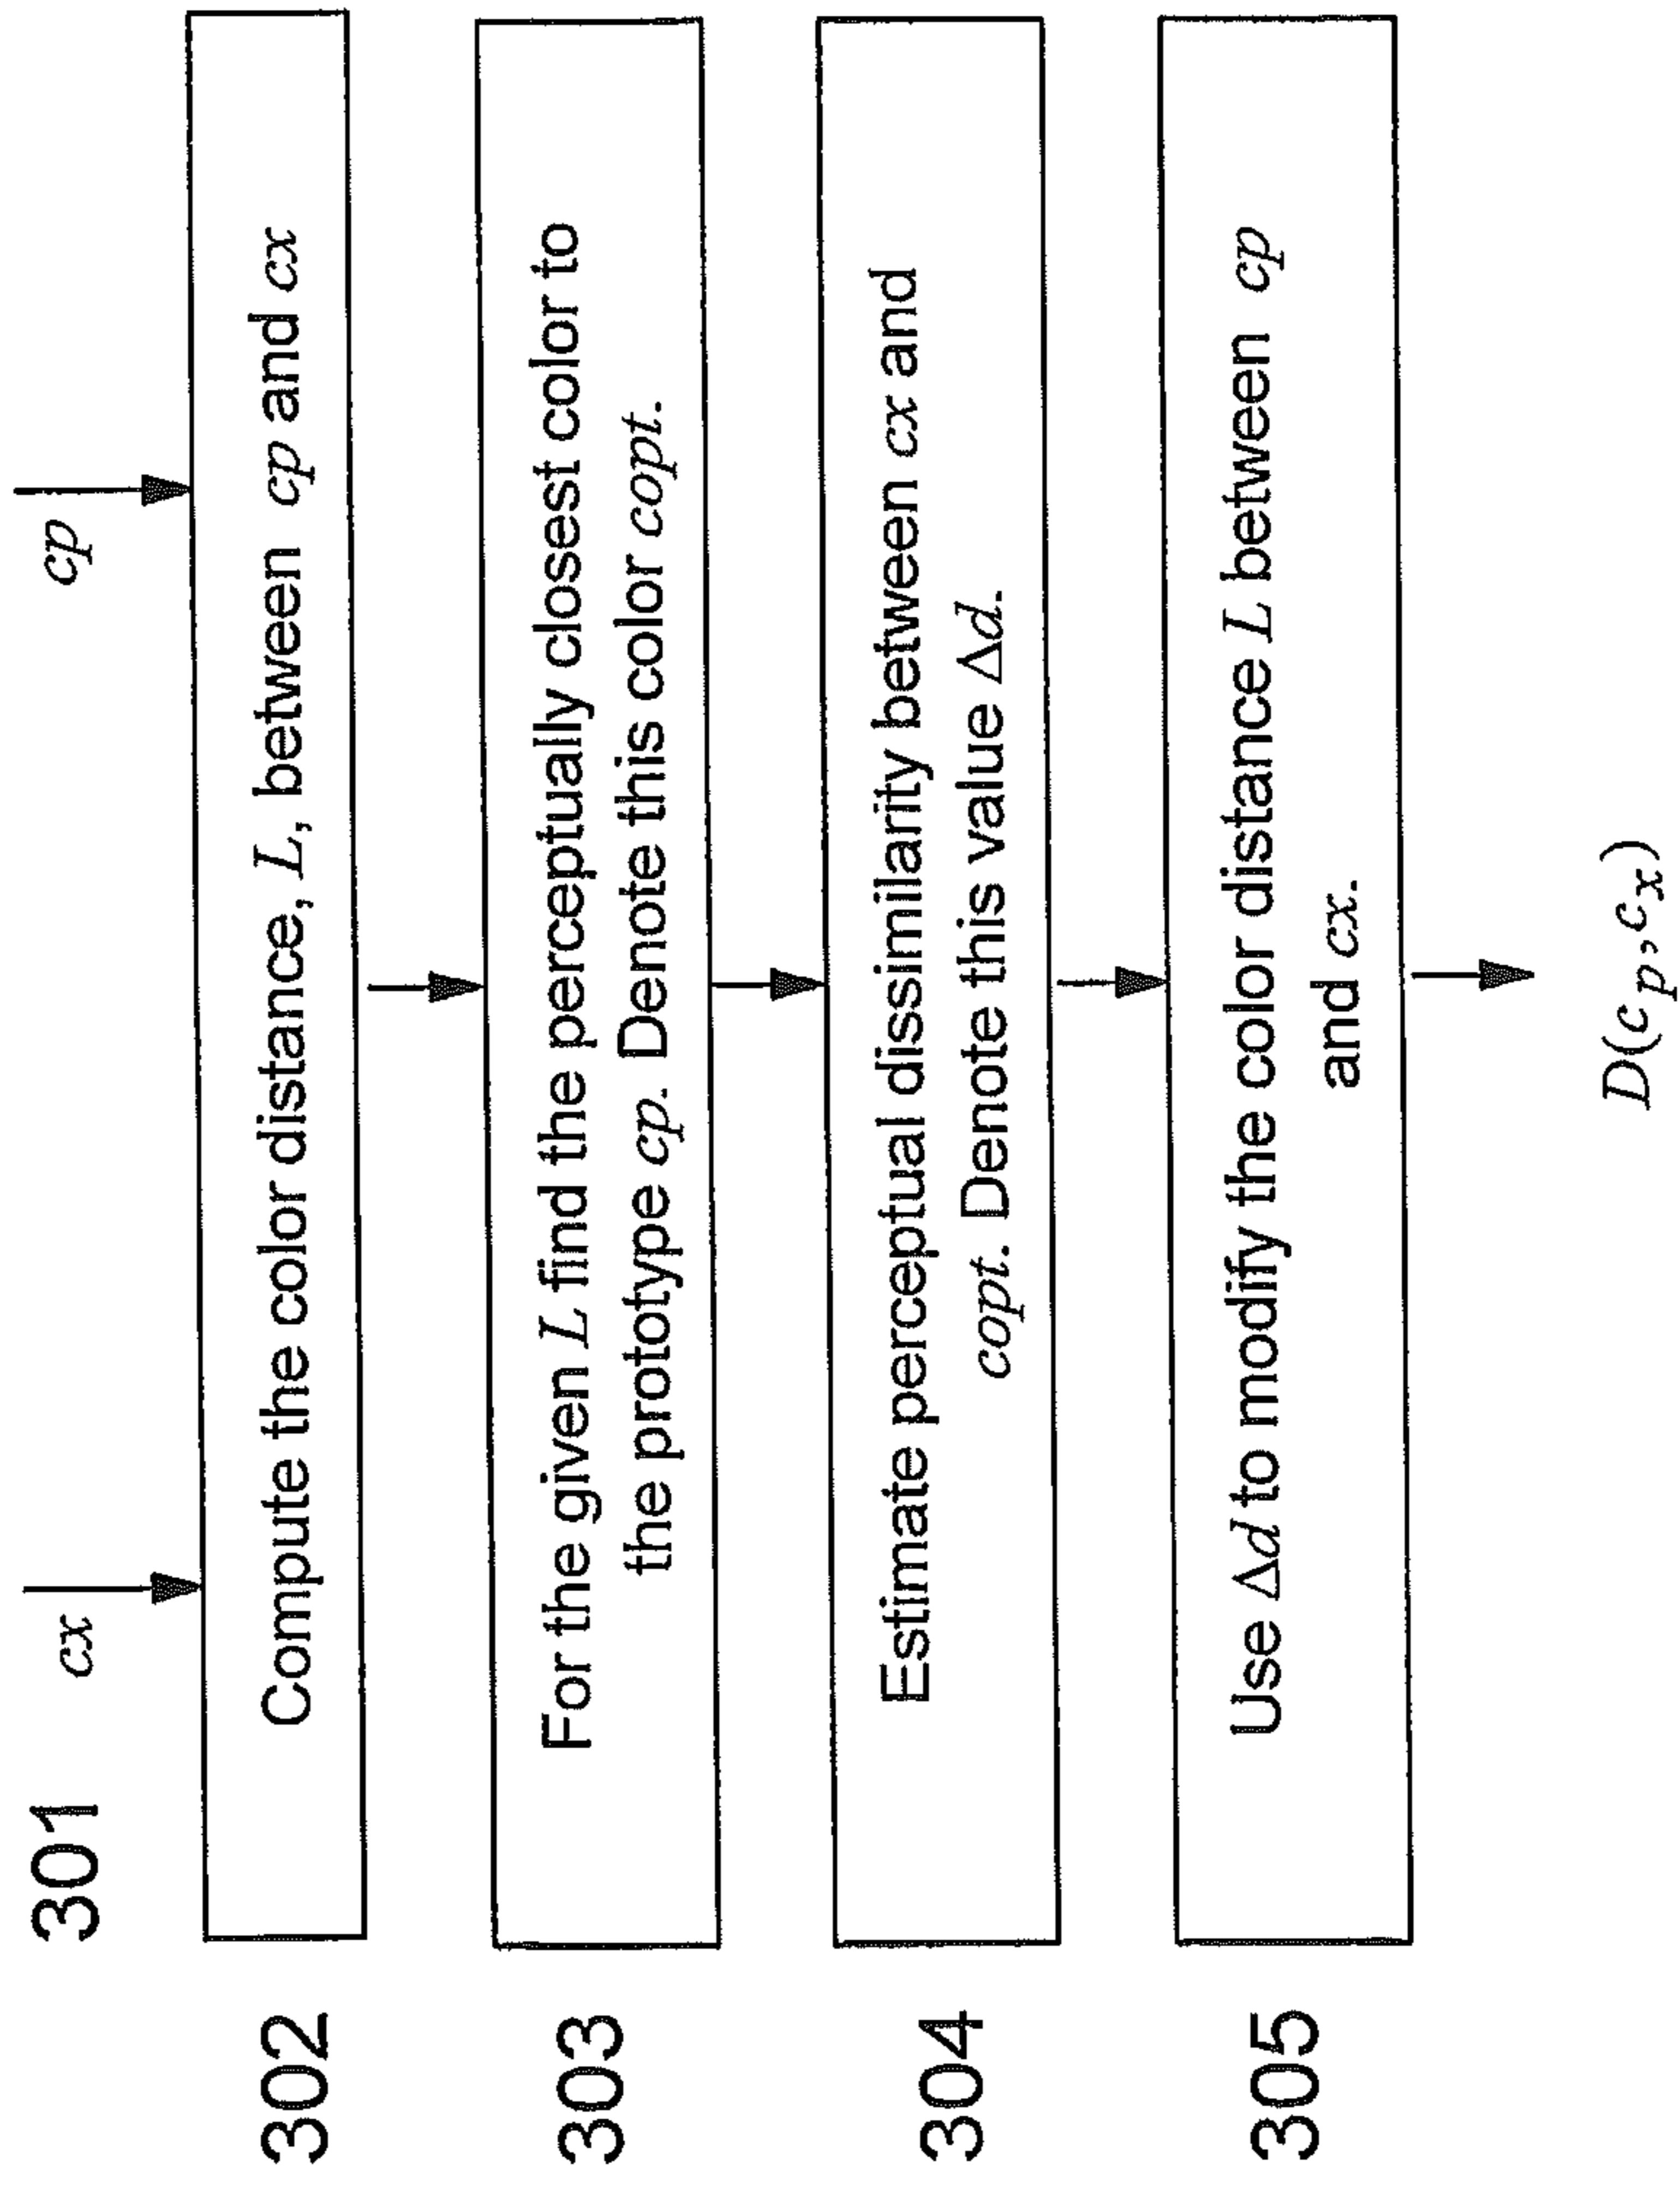 301
cx
cp
302
Compute the color distance, L, between cp and cx
303
For the given L find the perceptually closest color to
the prototype cp. Denote this color copt.
304
Estimate perceptual dissimilarity between cx and
copt. Denote this value Δd.
305
Use Δd to modify the color distance L between cp
and cx.
D(c_p, c_x)